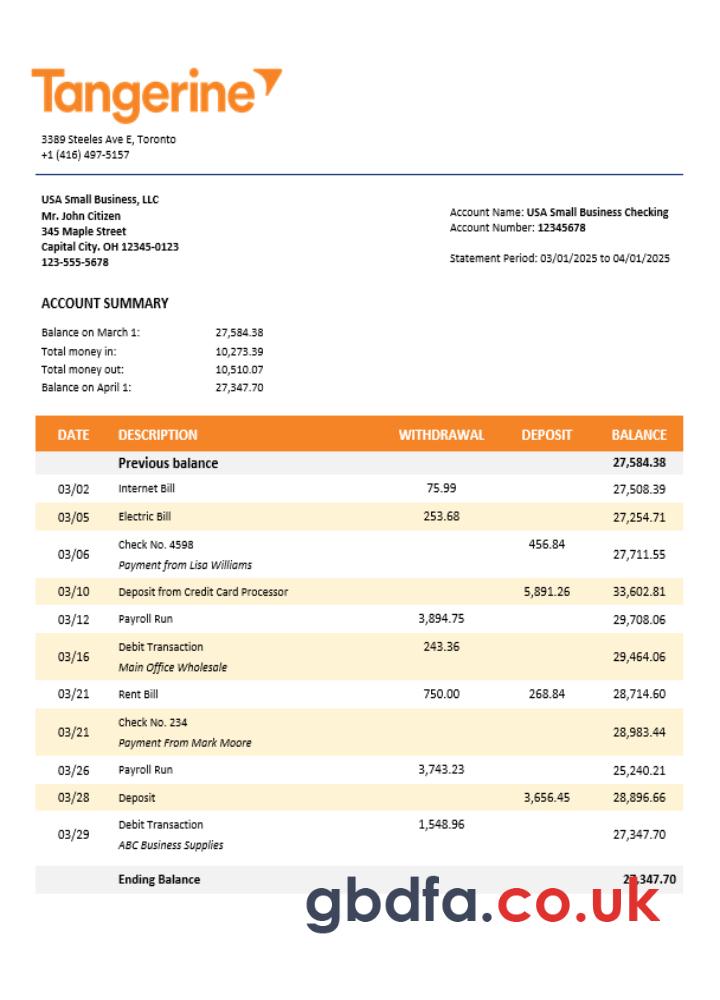 Tangerine
3389 Steeles Ave E, Toronto
+1 (416) 497-5157
USA Small Business, LLC
Mr. John Citizen
345 Maple Street
Capital City. OH 12345-0123
123-555-5678
Account Name: USA Small Business Checking
Account Number: 12345678
Statement Period: 03/01/2025 to 04/01/2025
ACCOUNT SUMMARY
Balance on March 1: 27,584.38
Total money in: 10,273.39
Total money out: 10,510.07
Balance on April 1: 27,347.70
DATE DESCRIPTION WITHDRAWAL DEPOSIT BALANCE
Previous balance 27,584.38
03/02 Internet Bill 75.99 27,508.39
03/05 Electric Bill 253.68 27,254.71
03/06 Check No. 4598 456.84 27,711.55
Payment from Lisa Williams
03/10 Deposit from Credit Card Processor 5,891.26 33,602.81
03/12 Payroll Run 3,894.75 29,708.06
03/16 Debit Transaction 243.36 29,464.06
Main Office Wholesale
03/21 Rent Bill 750.00 268.84 28,714.60
03/21 Check No. 234 28,983.44
Payment From Mark Moore
03/26 Payroll Run 3,743.23 25,240.21
03/28 Deposit 3,656.45 28,896.66
03/29 Debit Transaction 1,548.96 27,347.70
ABC Business Supplies
Ending Balance 27,347.70
gbdfa.co.uk